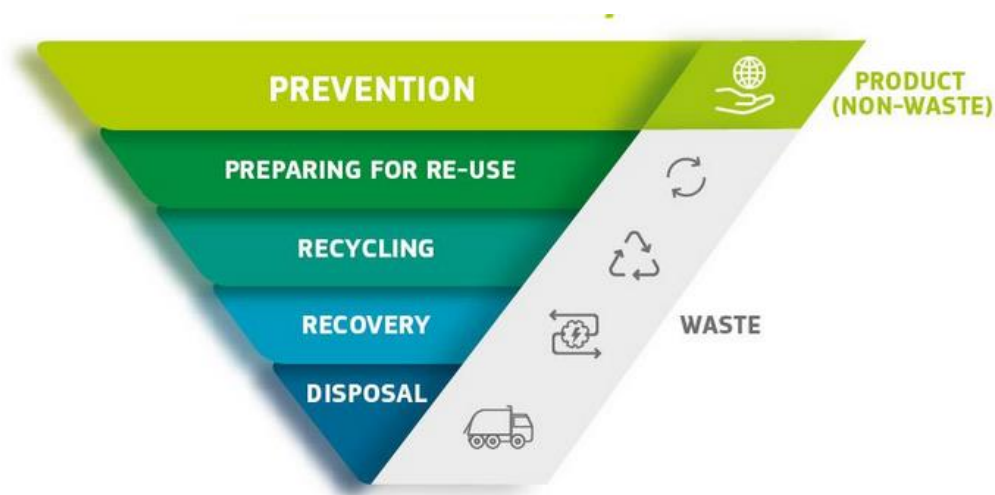 PREVENTION
PRODUCT
(NON-WASTE)
PREPARING FOR RE-USE
RECYCLING
RECOVERY
WASTE
DISPOSAL